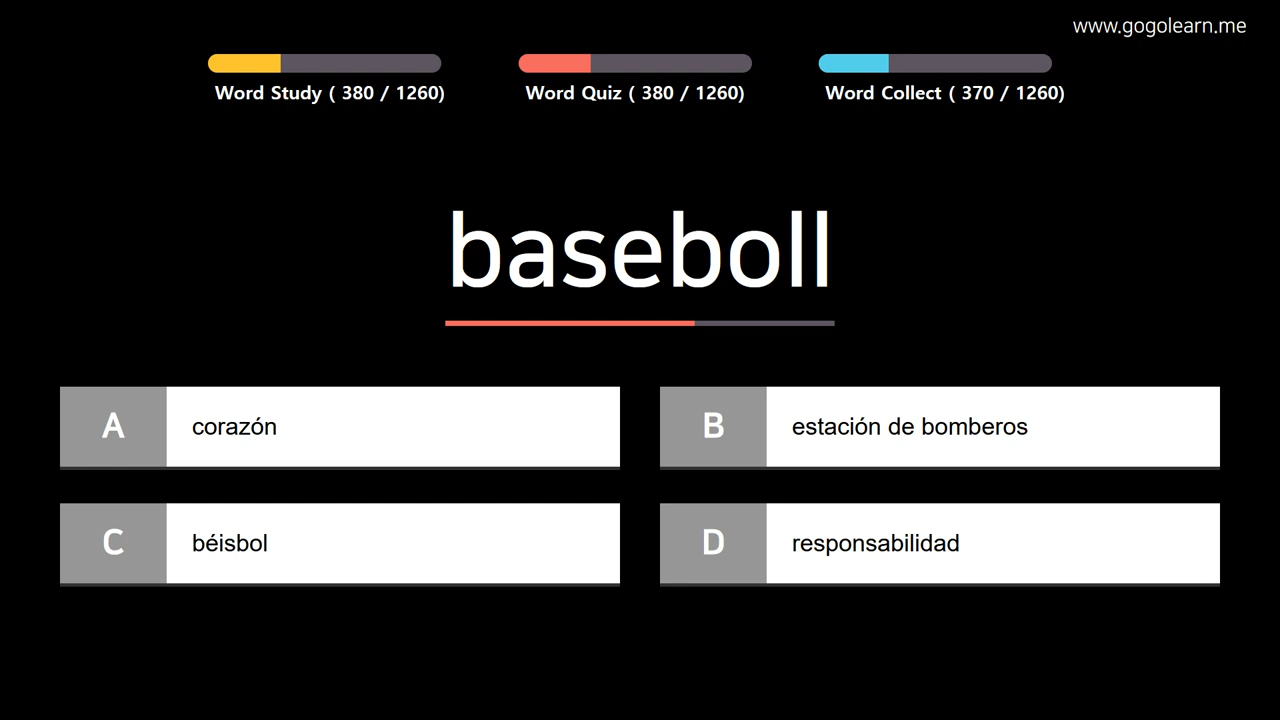 www.gogolearn.me
Word Study ( 380 / 1260)
Word Quiz ( 380 / 1260)
Word Collect ( 370 / 1260)
baseboll
A corazón
B estación de bomberos
C béisbol
D responsabilidad